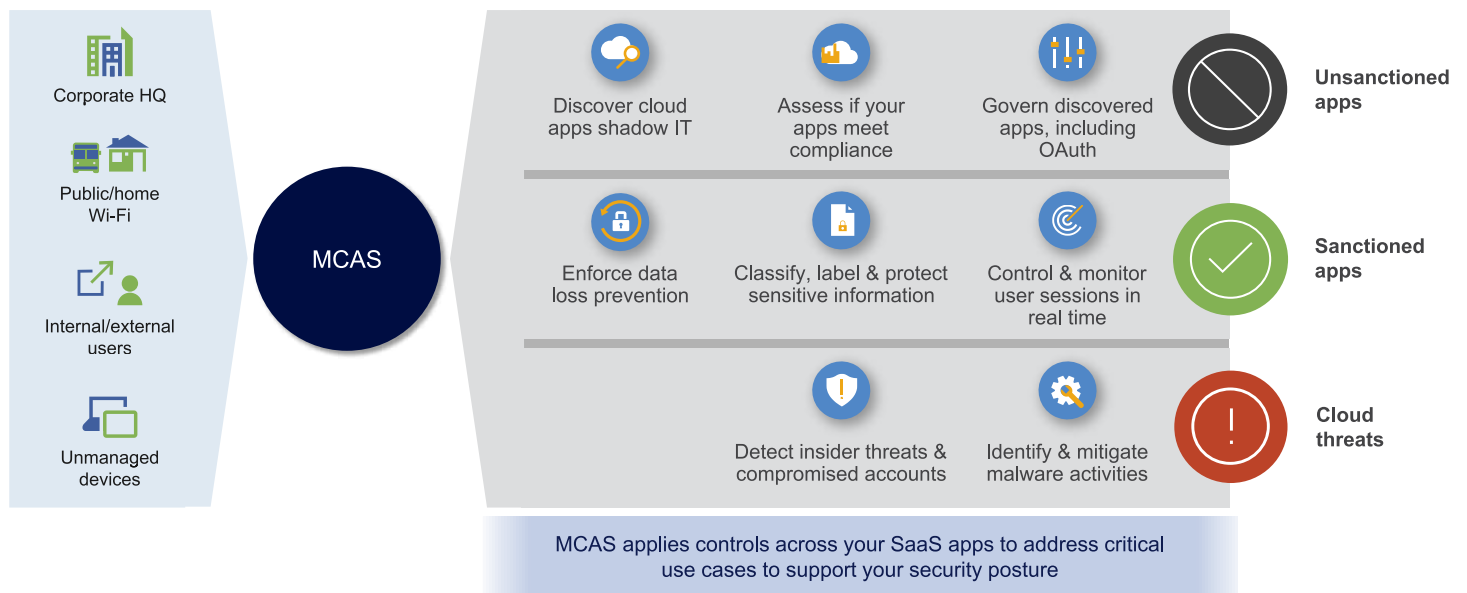 Corporate HQ
Public/home
Wi-Fi
Internal/external
users
Unmanaged
devices
MCAS
Discover cloud
apps shadow IT
Assess if your
apps meet
compliance
Govern discovered
apps, including
OAuth
Unsanctioned
apps
Enforce data
loss prevention
Classify, label & protect
sensitive information
Control & monitor
user sessions in
real time
Sanctioned
apps
Detect insider threats &
compromised accounts
Identify & mitigate
malware activities
Cloud
threats
MCAS applies controls across your SaaS apps to address critical
use cases to support your security posture